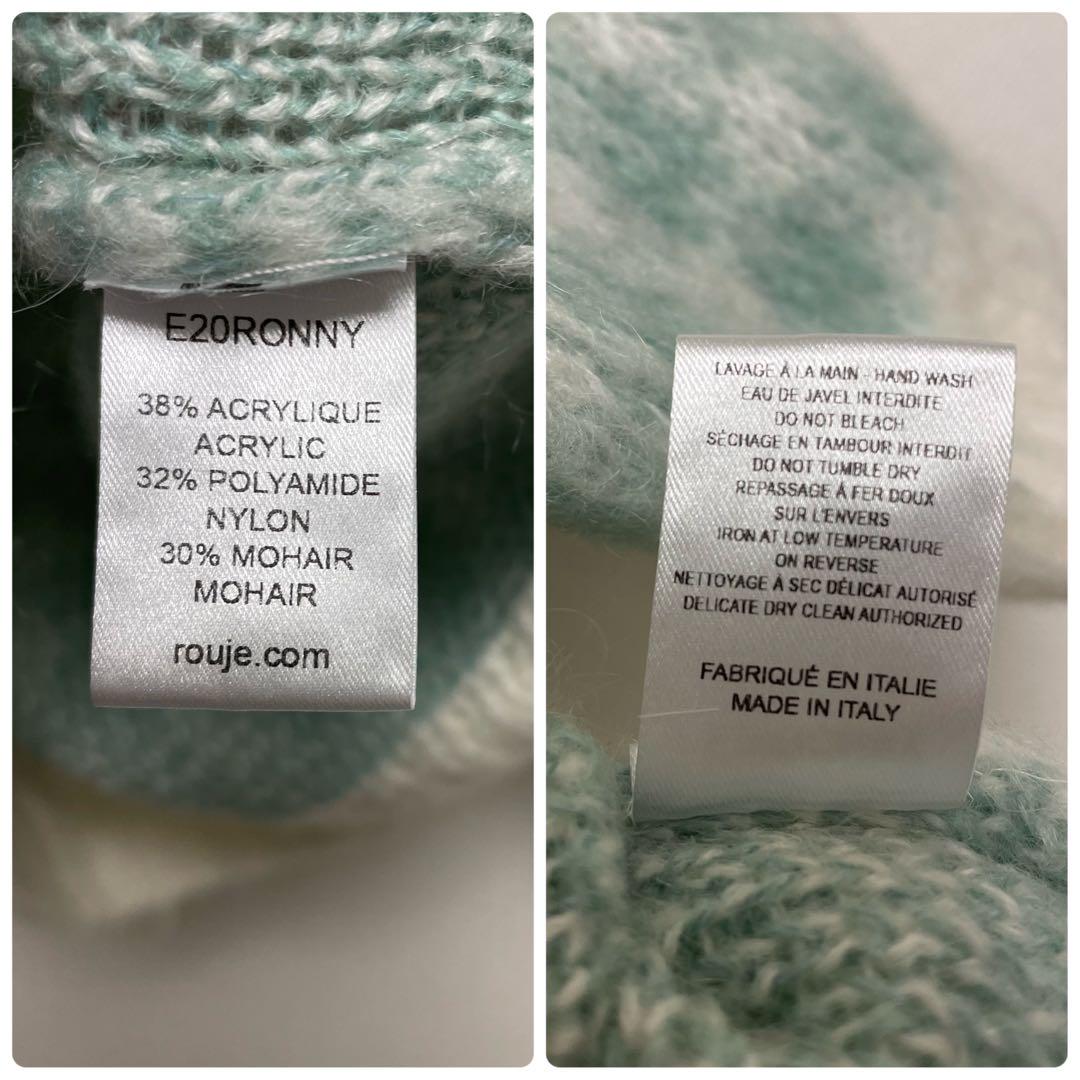 E20RONNY
38% ACRYLIQUE
ACRYLIC
32% POLYAMIDE
NYLON
30% MOHAIR
MOHAIR
rouje.com
LAVAGE À LA MAIN - HAND WASH
EAU DE JAVEL INTERDITE
DO NOT BLEACH
SÉCHAGE EN TAMBOUR INTERDIT
DO NOT TUMBLE DRY
REPASSAGE À FER DOUX
SUR L'ENVERS
IRON AT LOW TEMPERATURE
ON REVERSE
NETTOYAGE À SEC DÉLICAT AUTORISÉ
DELICATE DRY CLEAN AUTHORIZED
FABRIQUÉ EN ITALIE
MADE IN ITALY